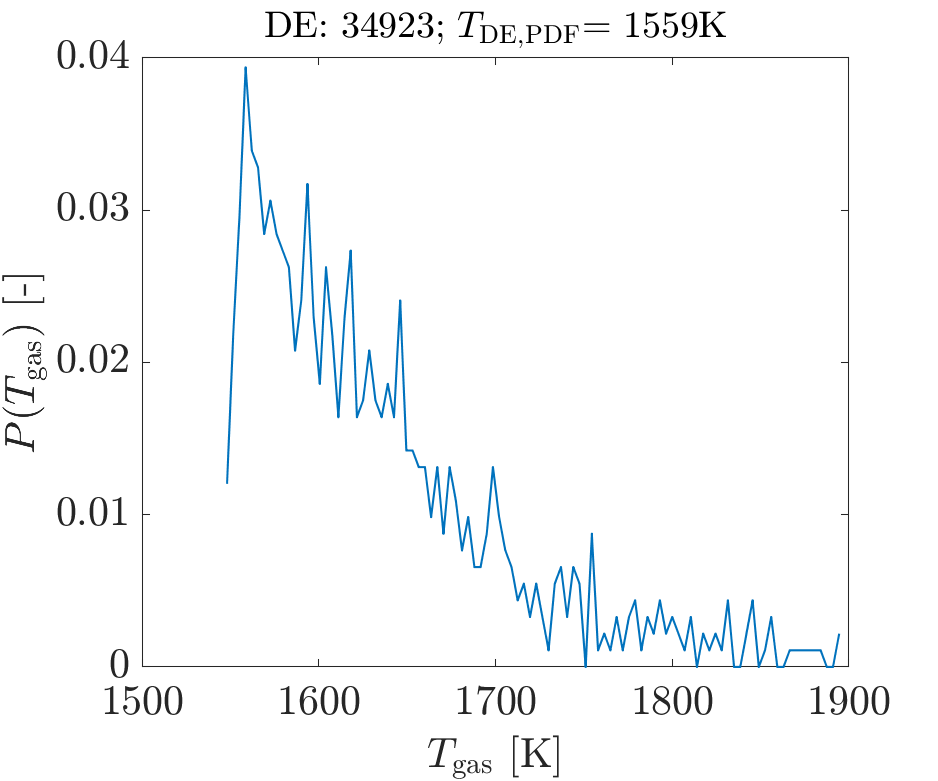 DE: 34923; T_DE,PDF= 1559K
0.04
0.03
0.02
0.01
0
P(T_gas) [-]
1500 1600 1700 1800 1900
T_gas [K]